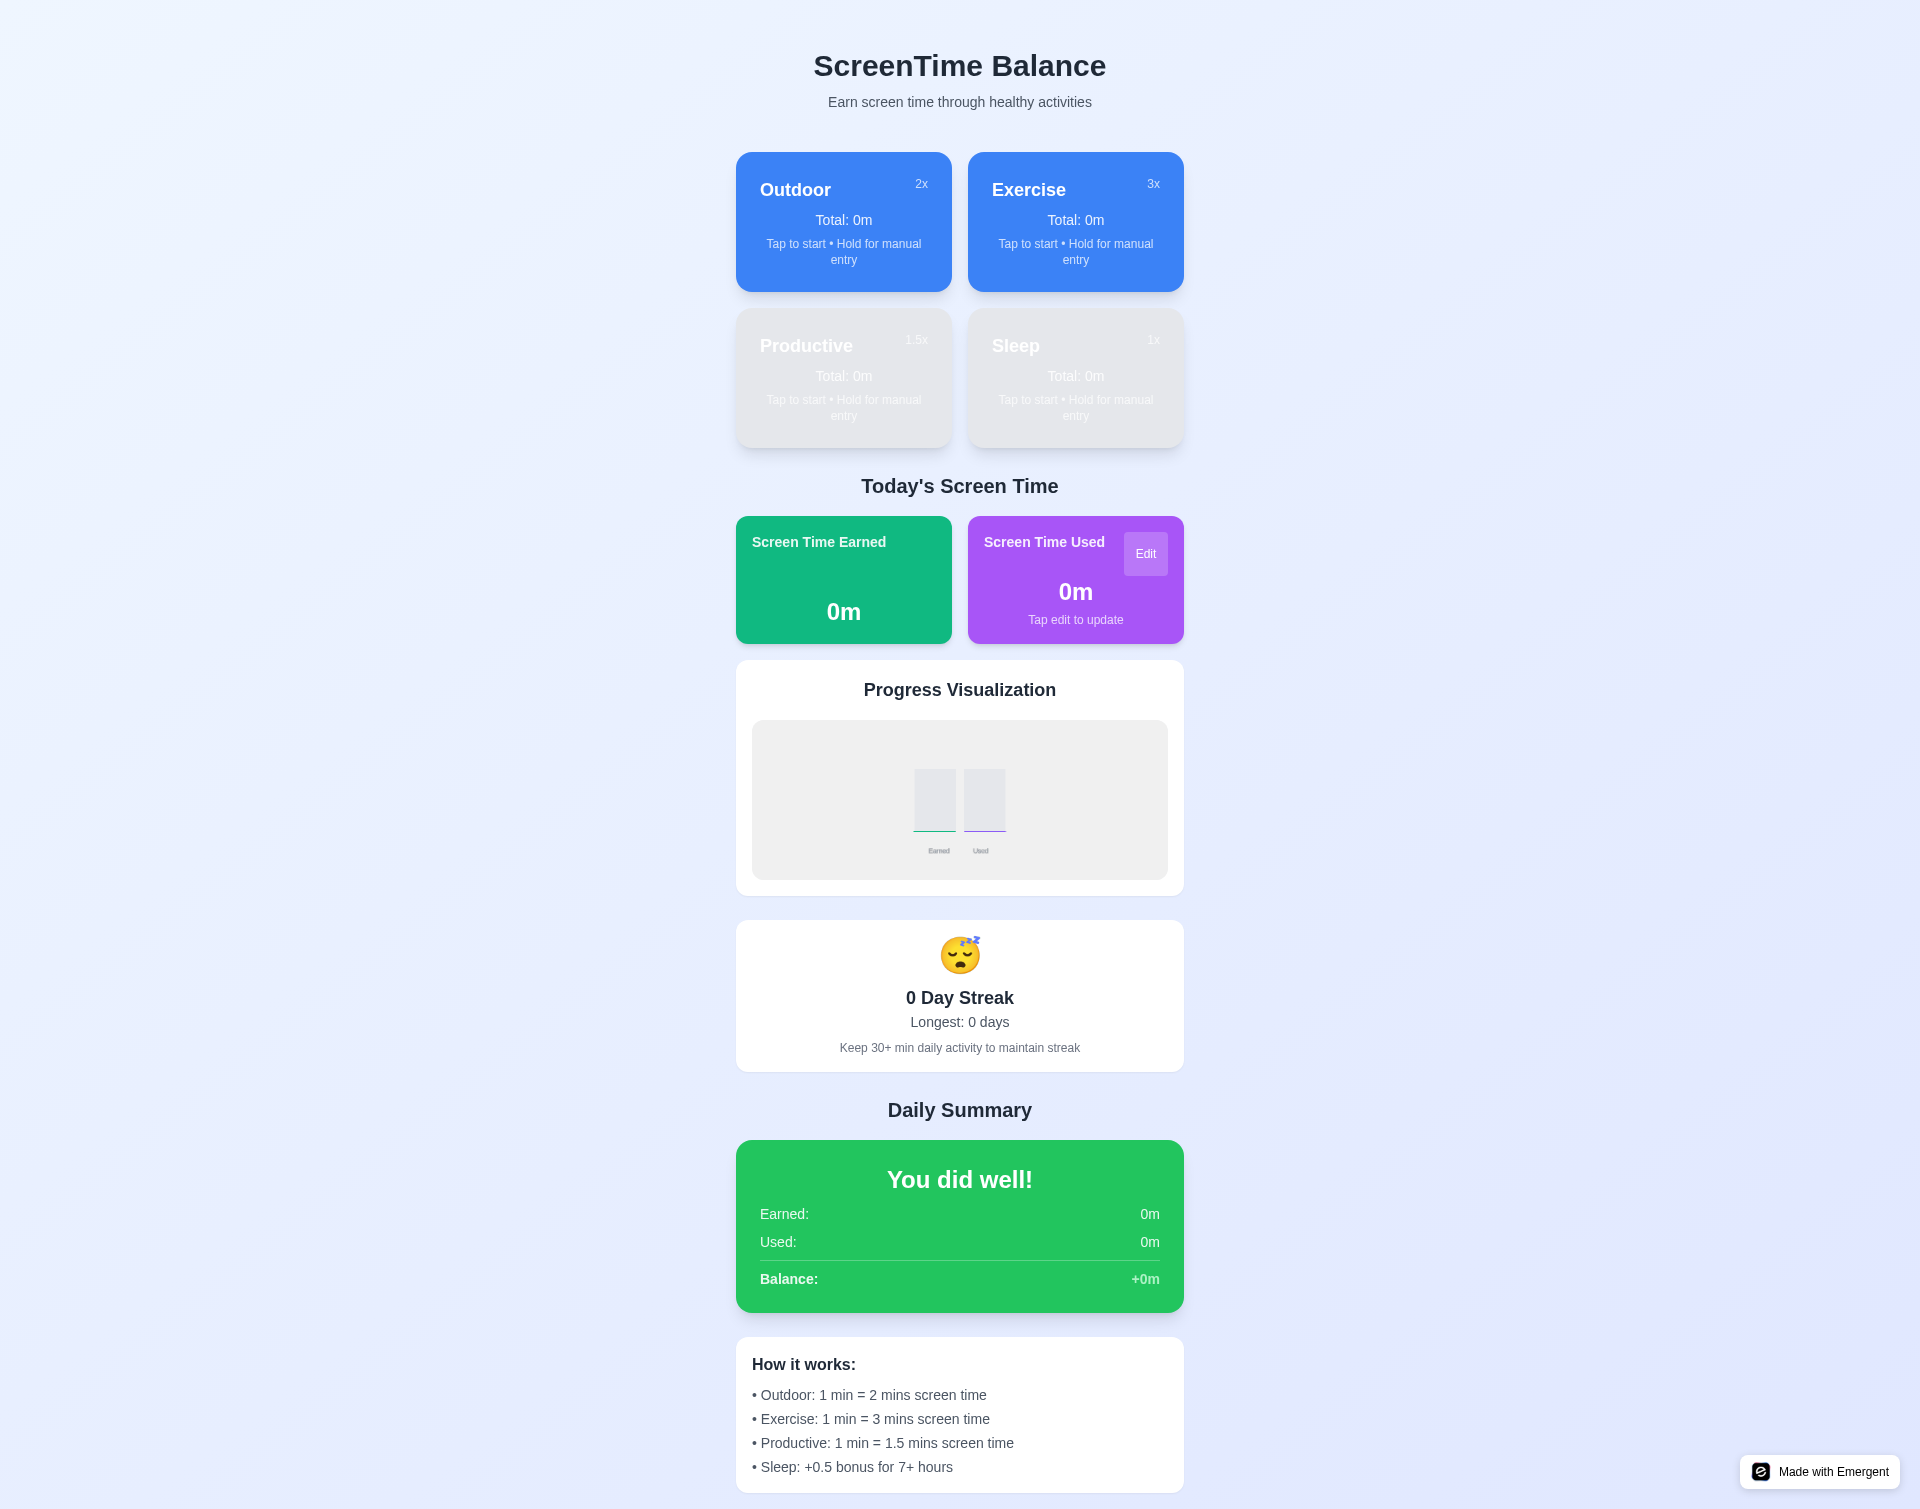 ScreenTime Balance
Earn screen time through healthy activities
Outdoor
2x
Total: 0m
Tap to start • Hold for manual
entry
Exercise
3x
Total: 0m
Tap to start • Hold for manual
entry
Productive
1.5x
Total: 0m
Tap to start • Hold for manual
entry
Sleep
1x
Total: 0m
Tap to start • Hold for manual
entry
Today's Screen Time
Screen Time Earned
0m
Screen Time Used
Edit
0m
Tap edit to update
Progress Visualization
Earned
Used
0 Day Streak
Longest: 0 days
Keep 30+ min daily activity to maintain streak
Daily Summary
You did well!
Earned: 0m
Used: 0m
Balance: +0m
How it works:
• Outdoor: 1 min = 2 mins screen time
• Exercise: 1 min = 3 mins screen time
• Productive: 1 min = 1.5 mins screen time
• Sleep: +0.5 bonus for 7+ hours
Made with Emergent